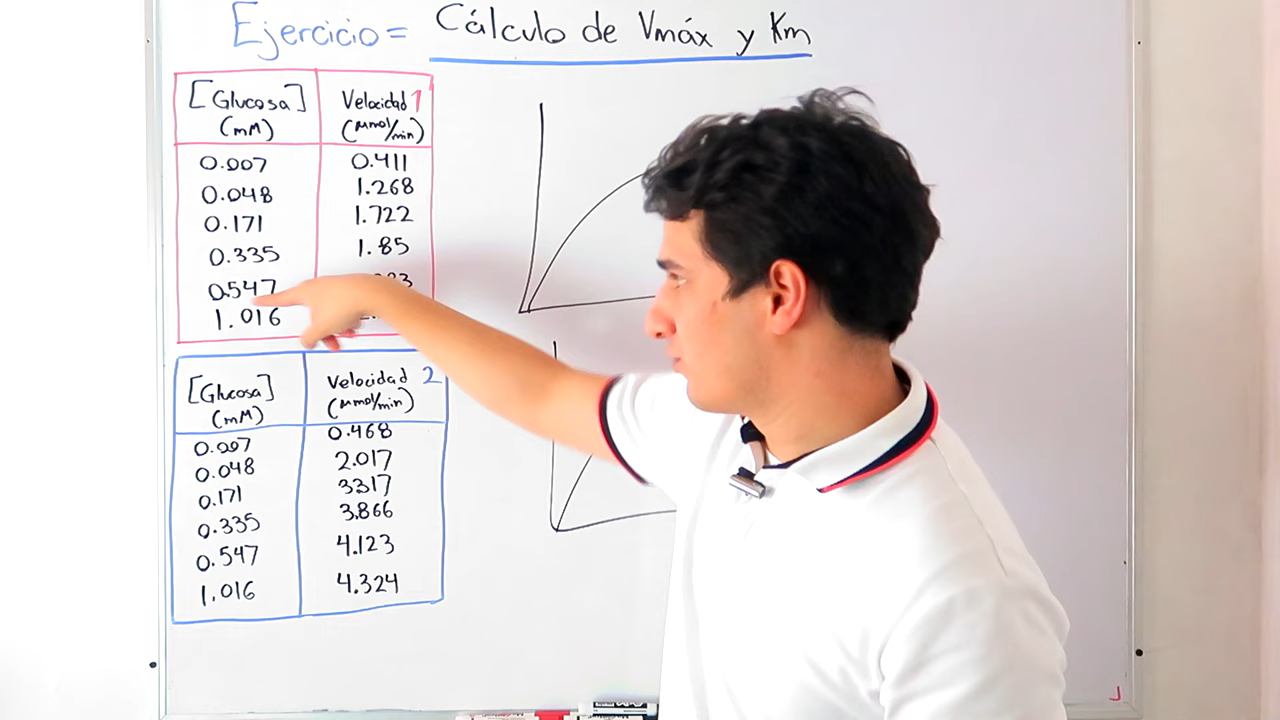 Ejercicio= Cálculo de Vmáx y Km
[Glucosa] Velocidad 1
(mM) (µmol/min)
0.007 0.411
0.048 1.268
0.171 1.722
0.335 1.85
0.547
1.016
[Glucosa] Velocidad 2
(mM) (µmol/min)
0.007 0.468
0.048 2.017
0.171 3317
0.335 3.866
0.547 4.123
1.016 4.324